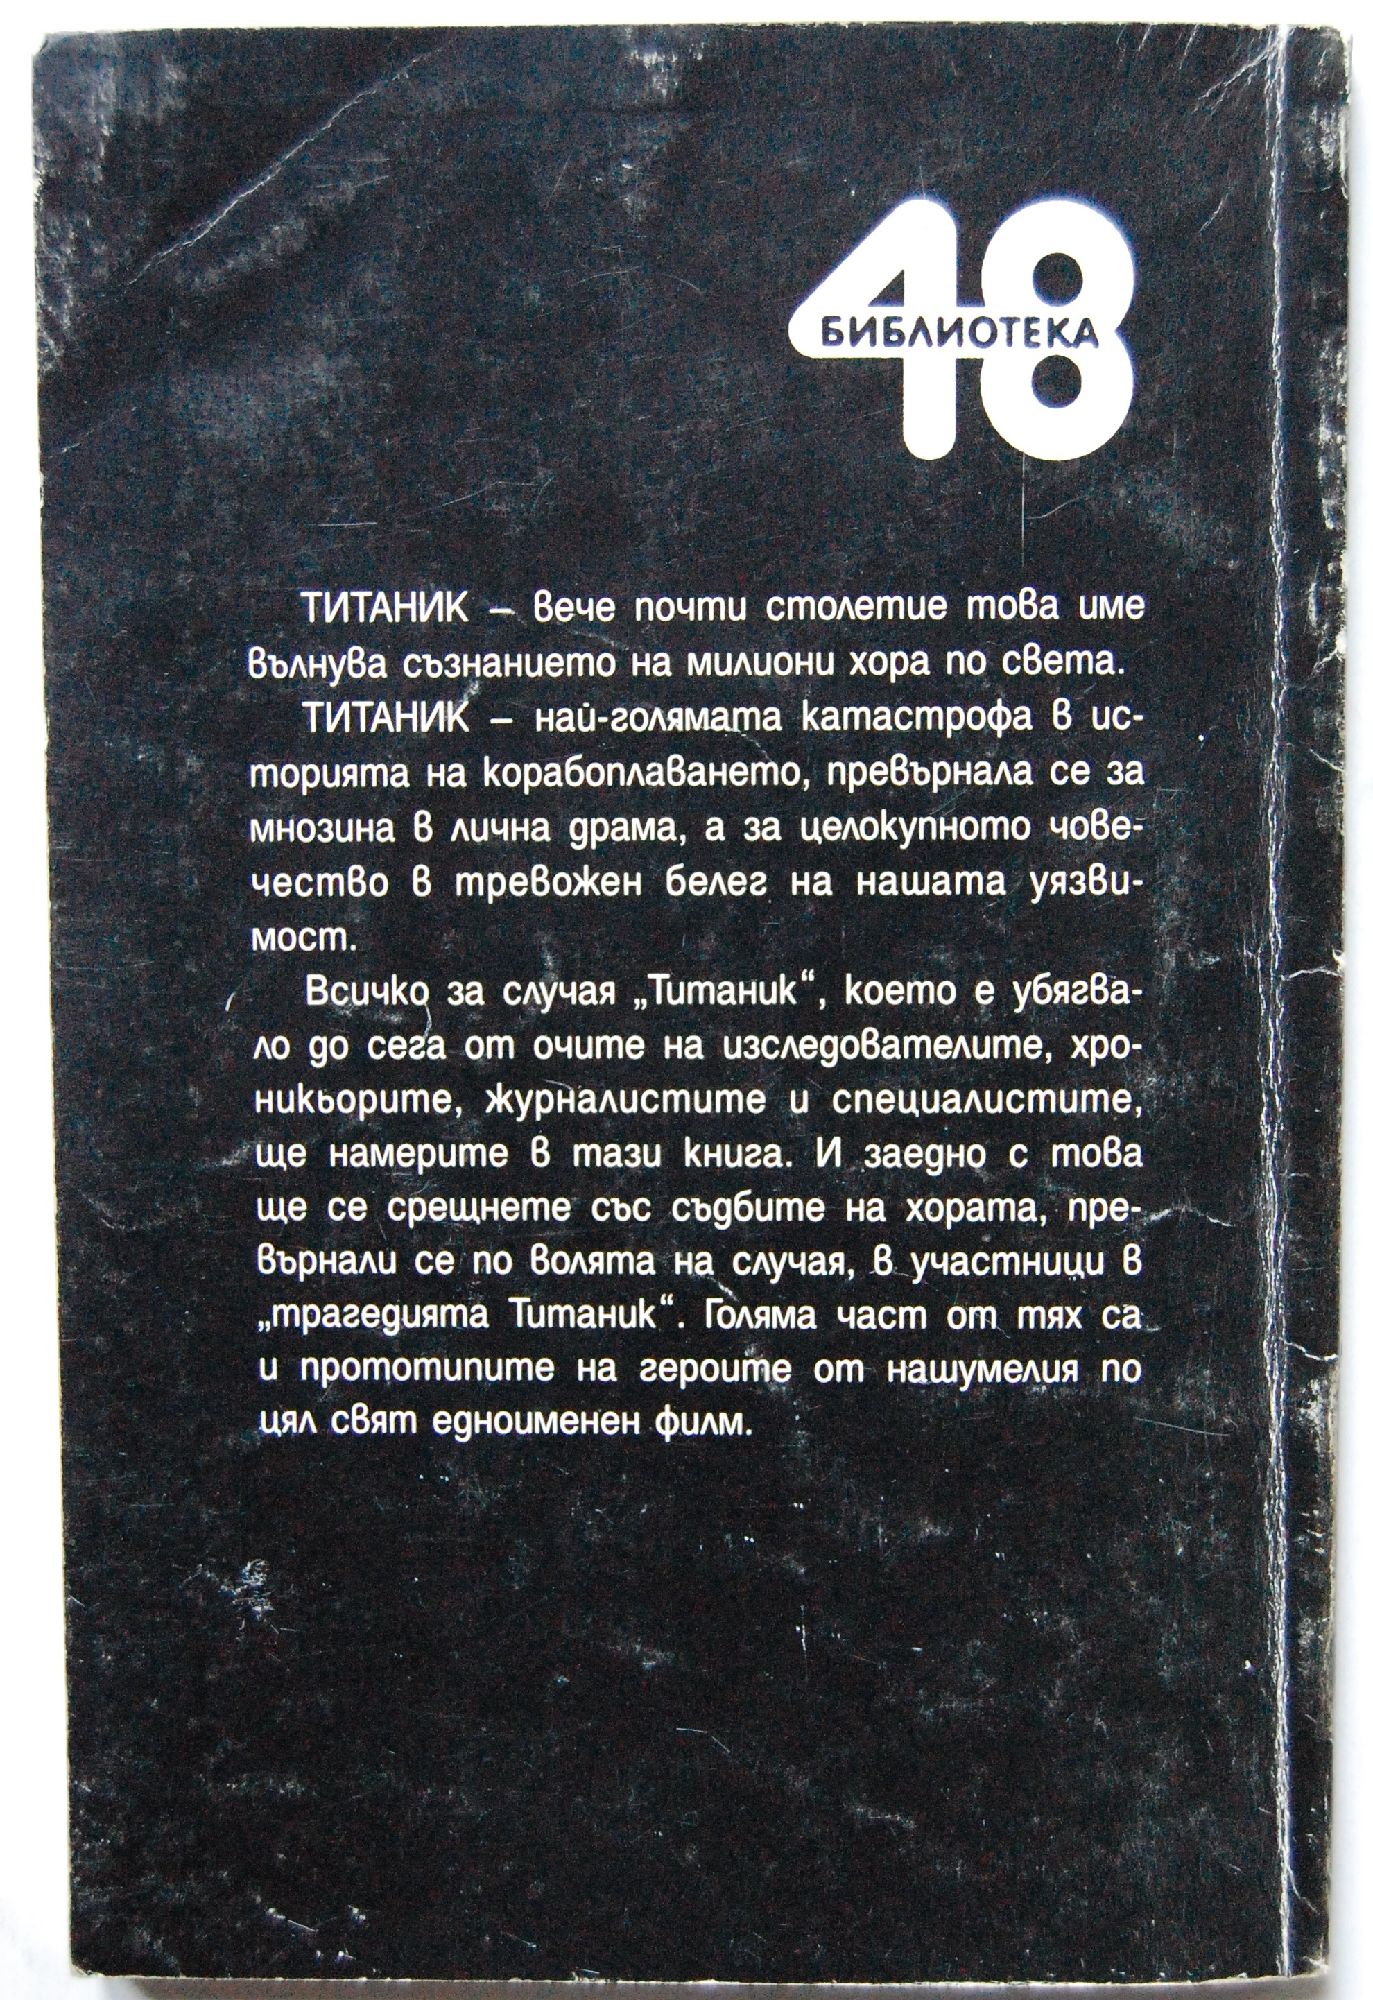 48
БИБЛИОТЕКА
ТИТАНИК – вече почти столетие това име
вълнува съзнанието на милиони хора по света.
ТИТАНИК – най-голямата катастрофа в ис-
торията на корабоплаването, превърнала се за
мнозина в лична драма, а за целокупното чове-
чество в тревожен белег на нашата уязви-
мост.
Всичко за случая „Титаник“, което е убягва-
ло до сега от очите на изследователите, хро-
никьорите, журналистите и специалистите,
ще намерите в тази книга. И заедно с това
ще се срещнете със съдбите на хората, пре-
върнали се по волята на случая, в участници в
„трагедията Титаник“. Голяма част от тях са
и прототипите на героите от нашумелия по
цял свят едноименен филм.